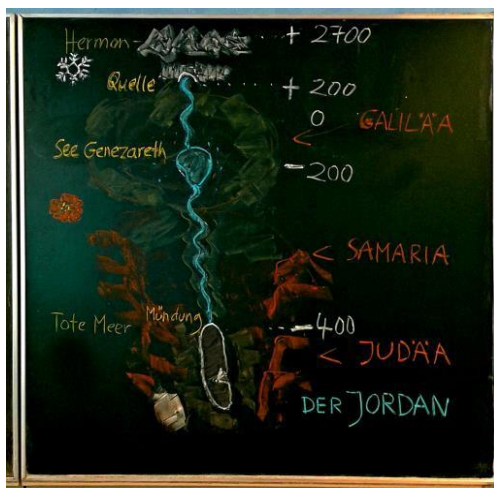 Hermon + 2700
Quelle + 200
0
GALILÄA
See Genezareth - 200
SAMARIA
Tote Meer Mündung - 400
JUDÄA
DER JORDAN